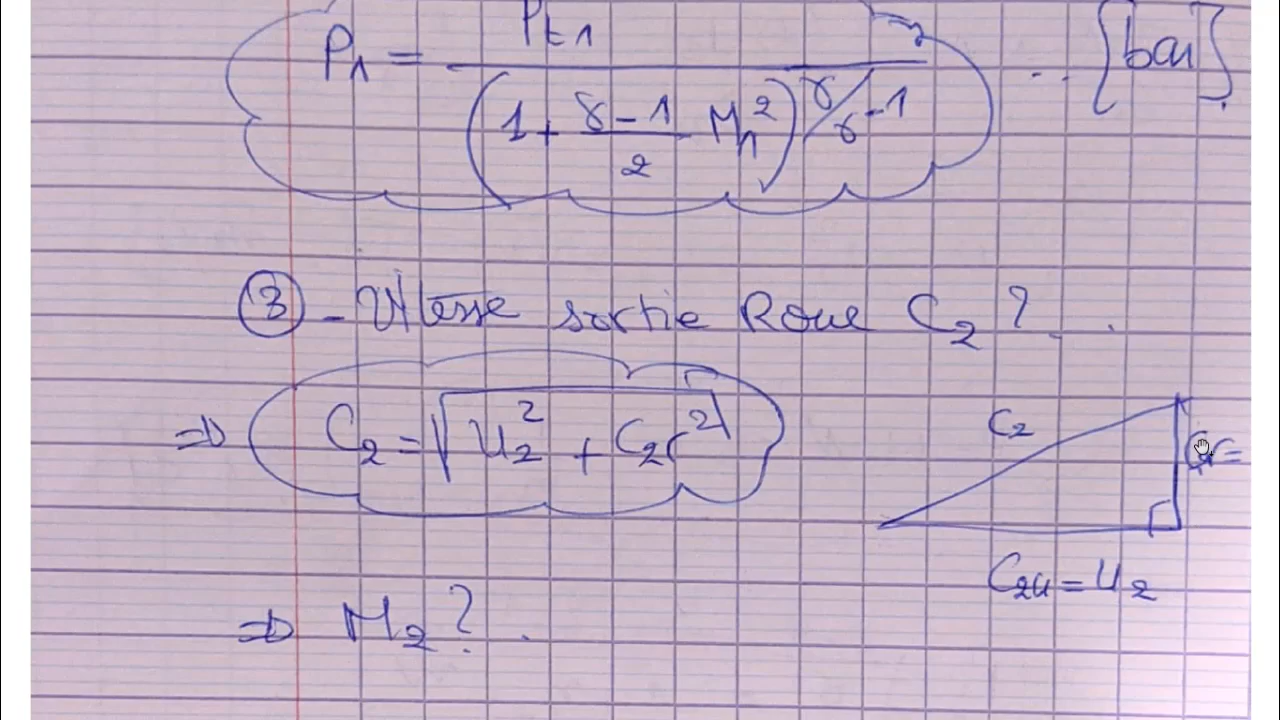 P₁ = Pt1 / (1 + γ-1/2 M₁²)^γ/γ-1 ... [bar].
③ - Vitesse sortie Roue C₂ ? . .
=> C₂ = √(U₂² + C₂r²)
C₂
C₂r =
C₂u = U₂
=> M₂ ? .